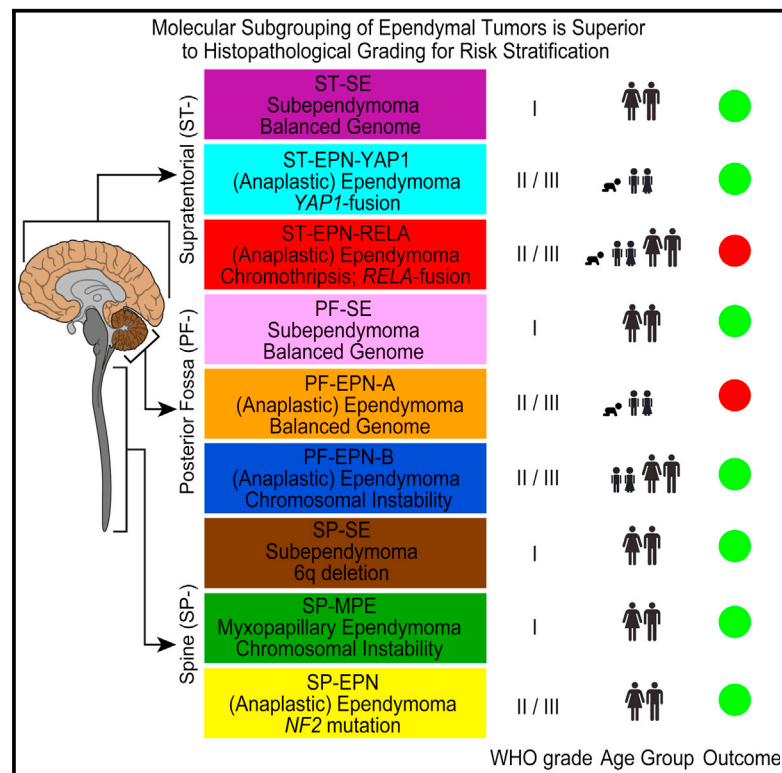 Molecular Subgrouping of Ependymal Tumors is Superior
to Histopathological Grading for Risk Stratification
Supratentorial (ST-)
ST-SE
Subependymoma
Balanced Genome
I
ST-EPN-YAP1
(Anaplastic) Ependymoma
YAP1-fusion
II / III
ST-EPN-RELA
(Anaplastic) Ependymoma
Chromothripsis; RELA-fusion
II / III
Posterior Fossa (PF-)
PF-SE
Subependymoma
Balanced Genome
I
PF-EPN-A
(Anaplastic) Ependymoma
Balanced Genome
II / III
PF-EPN-B
(Anaplastic) Ependymoma
Chromosomal Instability
II / III
Spine (SP-)
SP-SE
Subependymoma
6q deletion
I
SP-MPE
Myxopapillary Ependymoma
Chromosomal Instability
I
SP-EPN
(Anaplastic) Ependymoma
NF2 mutation
II / III
WHO grade Age Group Outcome